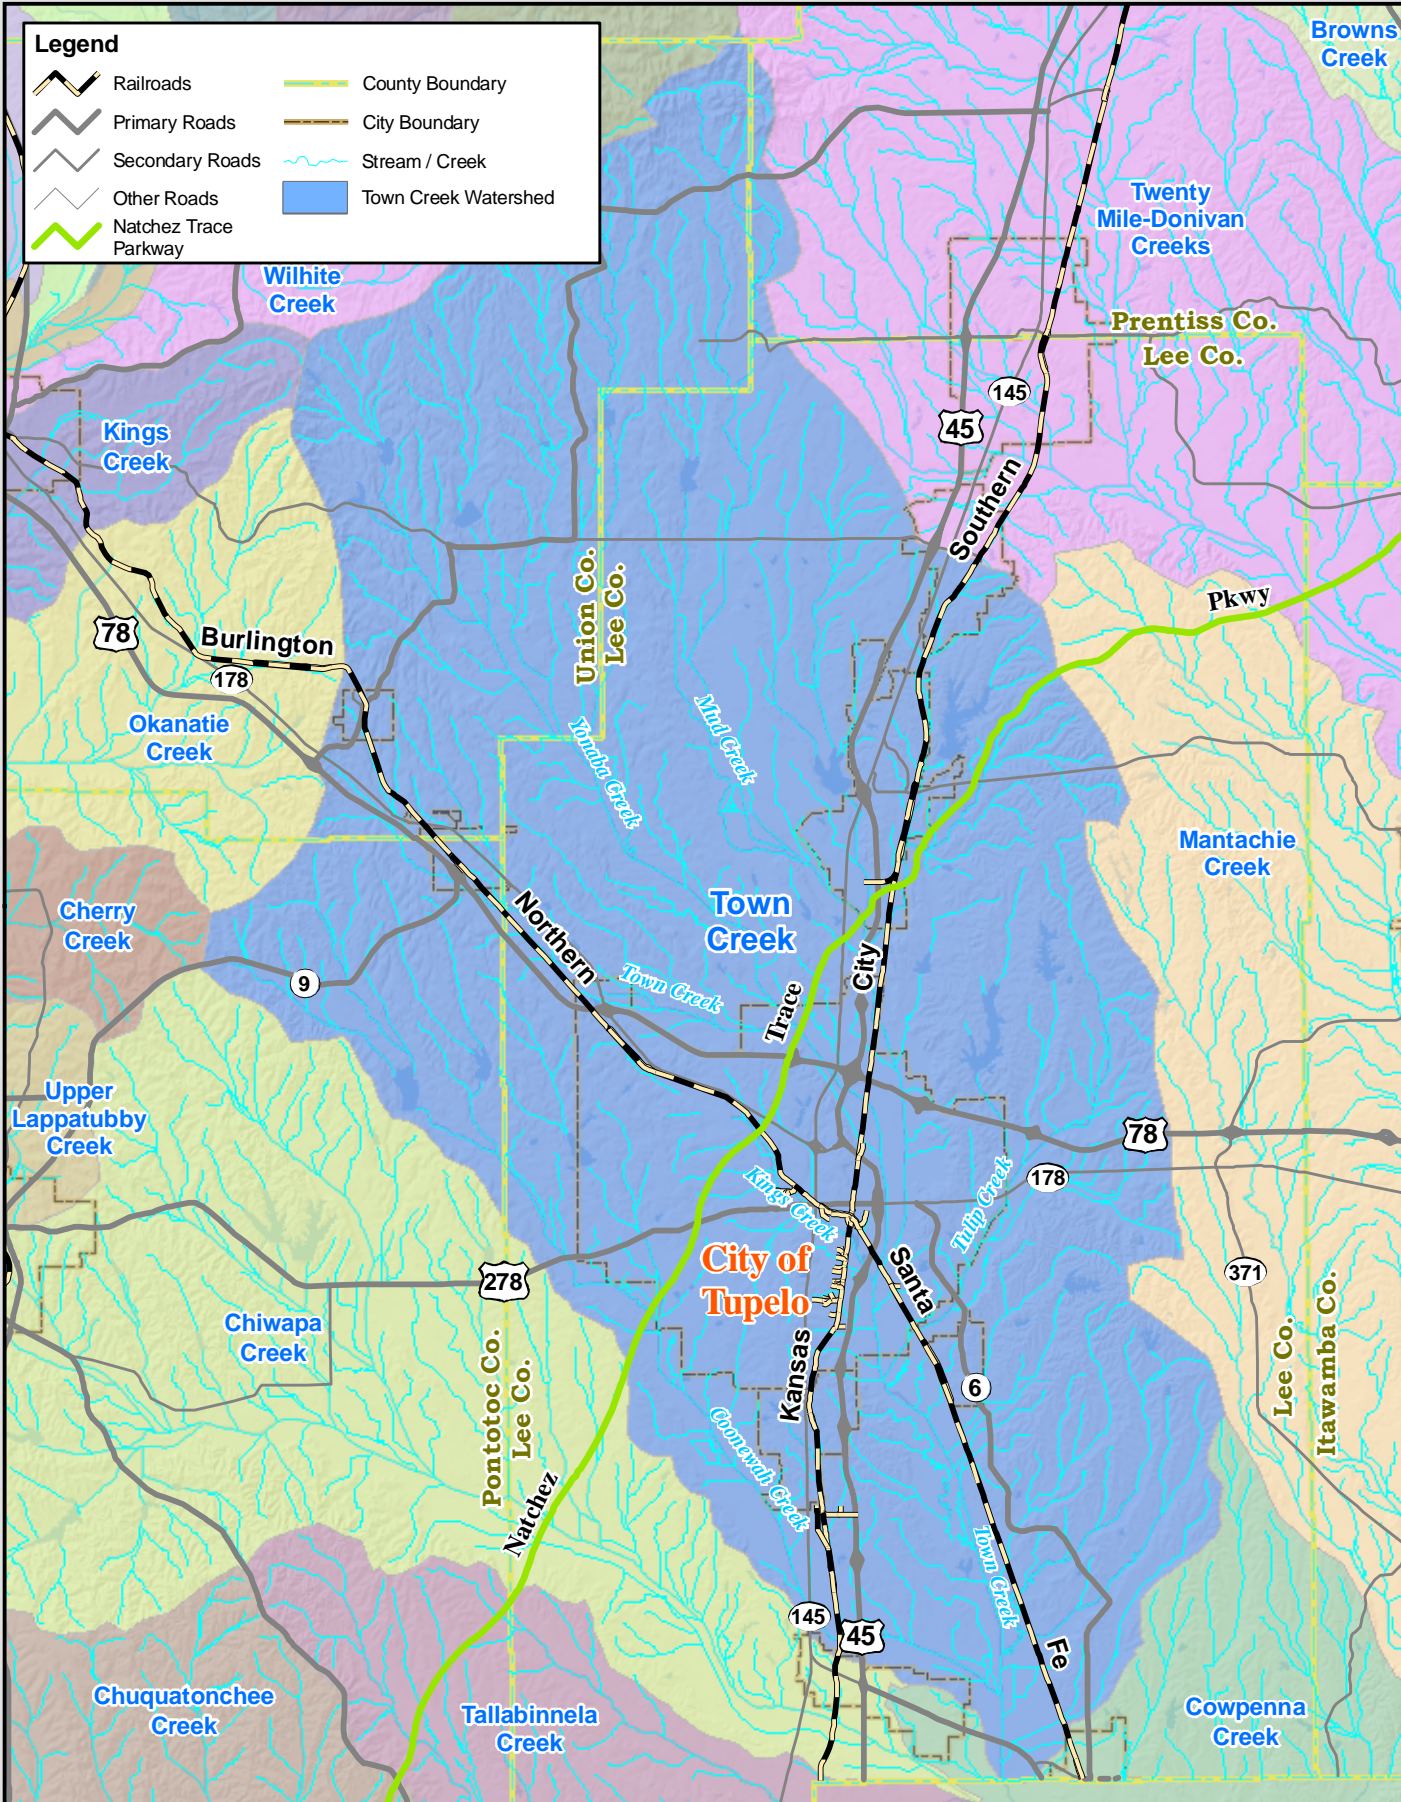 Legend
Railroads
Primary Roads
Secondary Roads
Other Roads
Natchez Trace
Parkway
County Boundary
City Boundary
Stream / Creek
Town Creek Watershed
Browns
Creek
Twenty
Mile-Donivan
Creeks
Wilhite
Creek
Prentiss Co.
Lee Co.
145
45
Kings
Creek
Southern
Union Co.
Lee Co.
Pkwy
78
Burlington
178
Okanatie
Creek
Yonaba Creek
Mud Creek
Mantachie
Creek
Cherry
Creek
Town
Creek
Northern
City
9
Town Creek
Trace
Upper
Lappatubby
Creek
78
178
Kings Creek
Tulip Creek
City of
Tupelo
Santa
278
371
Chiwapa
Creek
Kansas
6
Pontotoc Co.
Lee Co.
Lee Co.
Itawamba Co.
Coonewah Creek
Natchez
Town Creek
145
45
Fe
Chuquatonchee
Creek
Tallabinnela
Creek
Cowpenna
Creek